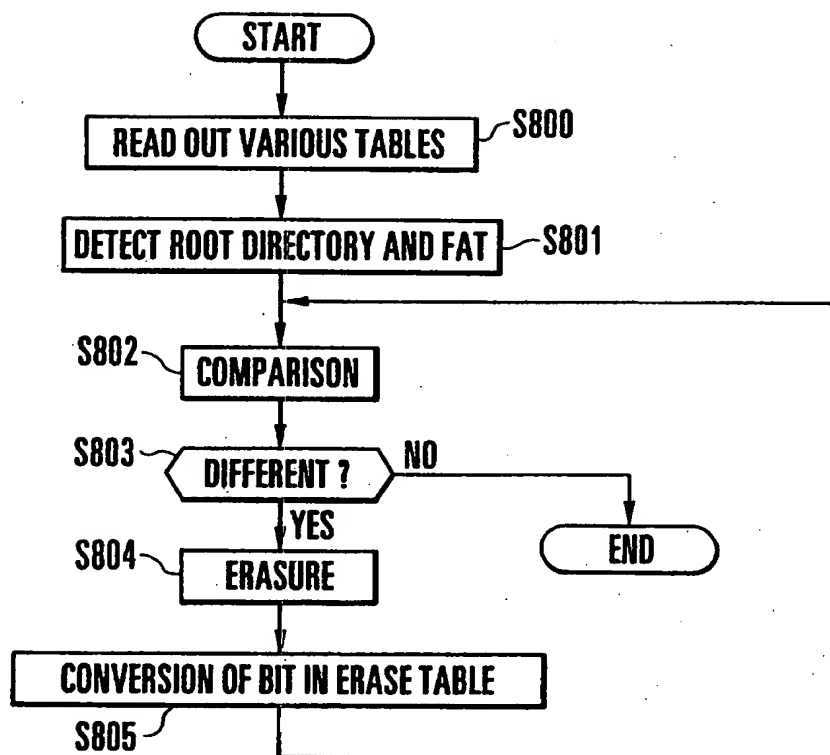 START
READ OUT VARIOUS TABLES
S800
DETECT ROOT DIRECTORY AND FAT
S801
S802
COMPARISON
S803
DIFFERENT ?
NO
YES
END
S804
ERASURE
CONVERSION OF BIT IN ERASE TABLE
S805